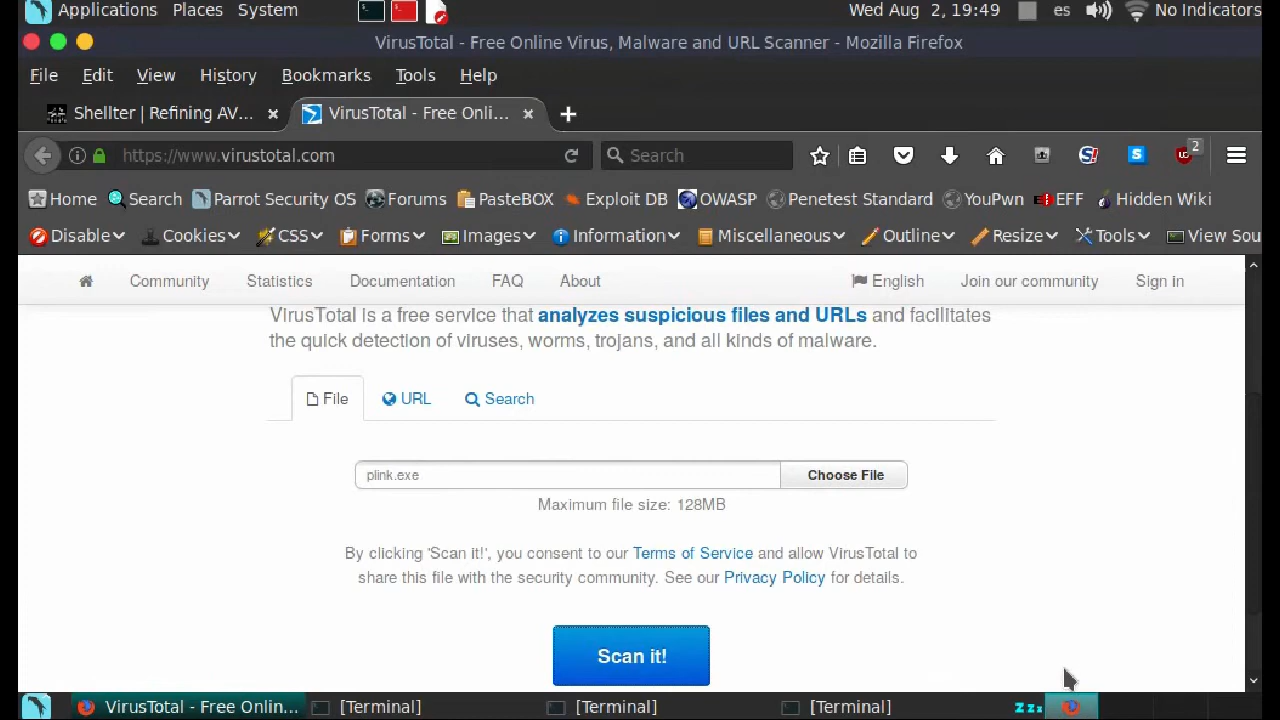 Applications Places System Wed Aug 2, 19:49 es No Indicators
VirusTotal - Free Online Virus, Malware and URL Scanner - Mozilla Firefox
File Edit View History Bookmarks Tools Help
Shellter | Refining AV... × VirusTotal - Free Onli... ×
https://www.virustotal.com Search 2
Home Search Parrot Security OS Forums PasteBOX Exploit DB OWASP Penetest Standard YouPwn EFF Hidden Wiki
Disable Cookies CSS Forms Images Information Miscellaneous Outline Resize Tools View Sou
Community Statistics Documentation FAQ About English Join our community Sign in
VirusTotal is a free service that analyzes suspicious files and URLs and facilitates
the quick detection of viruses, worms, trojans, and all kinds of malware.
File URL Search
plink.exe Choose File
Maximum file size: 128MB
By clicking 'Scan it!', you consent to our Terms of Service and allow VirusTotal to
share this file with the security community. See our Privacy Policy for details.
Scan it!
VirusTotal - Free Onlin... [Terminal] [Terminal] [Terminal] zzz